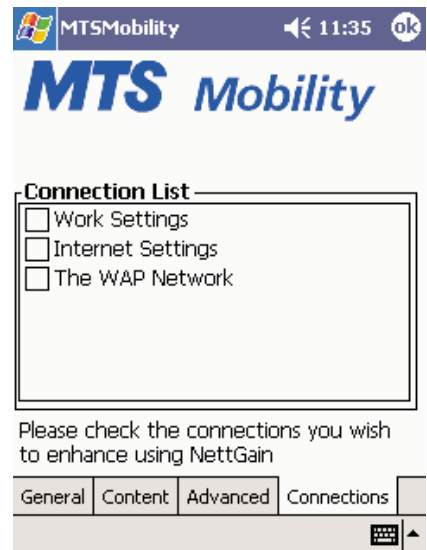 MTSMobility 11:35 ok
MTS Mobility
Connection List
Work Settings
Internet Settings
The WAP Network
Please check the connections you wish
to enhance using NettGain
General Content Advanced Connections